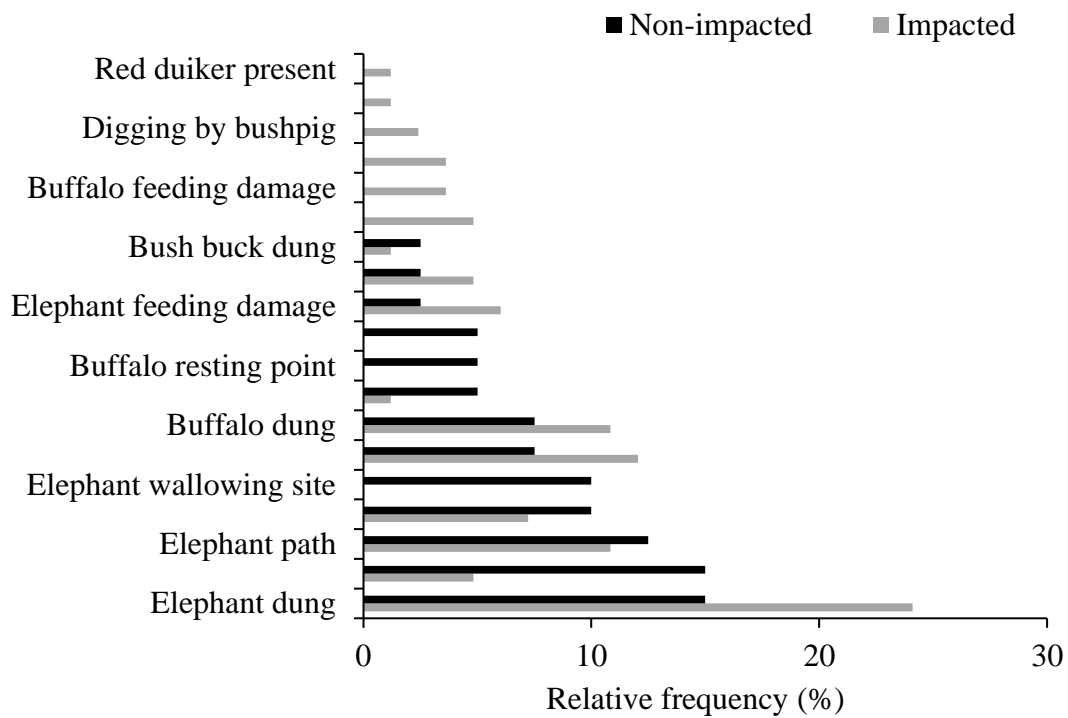 Non-impacted Impacted
Red duiker present
Digging by bushpig
Buffalo feeding damage
Bush buck dung
Elephant feeding damage
Buffalo resting point
Buffalo dung
Elephant wallowing site
Elephant path
Elephant dung
0 10 20 30
Relative frequency (%)